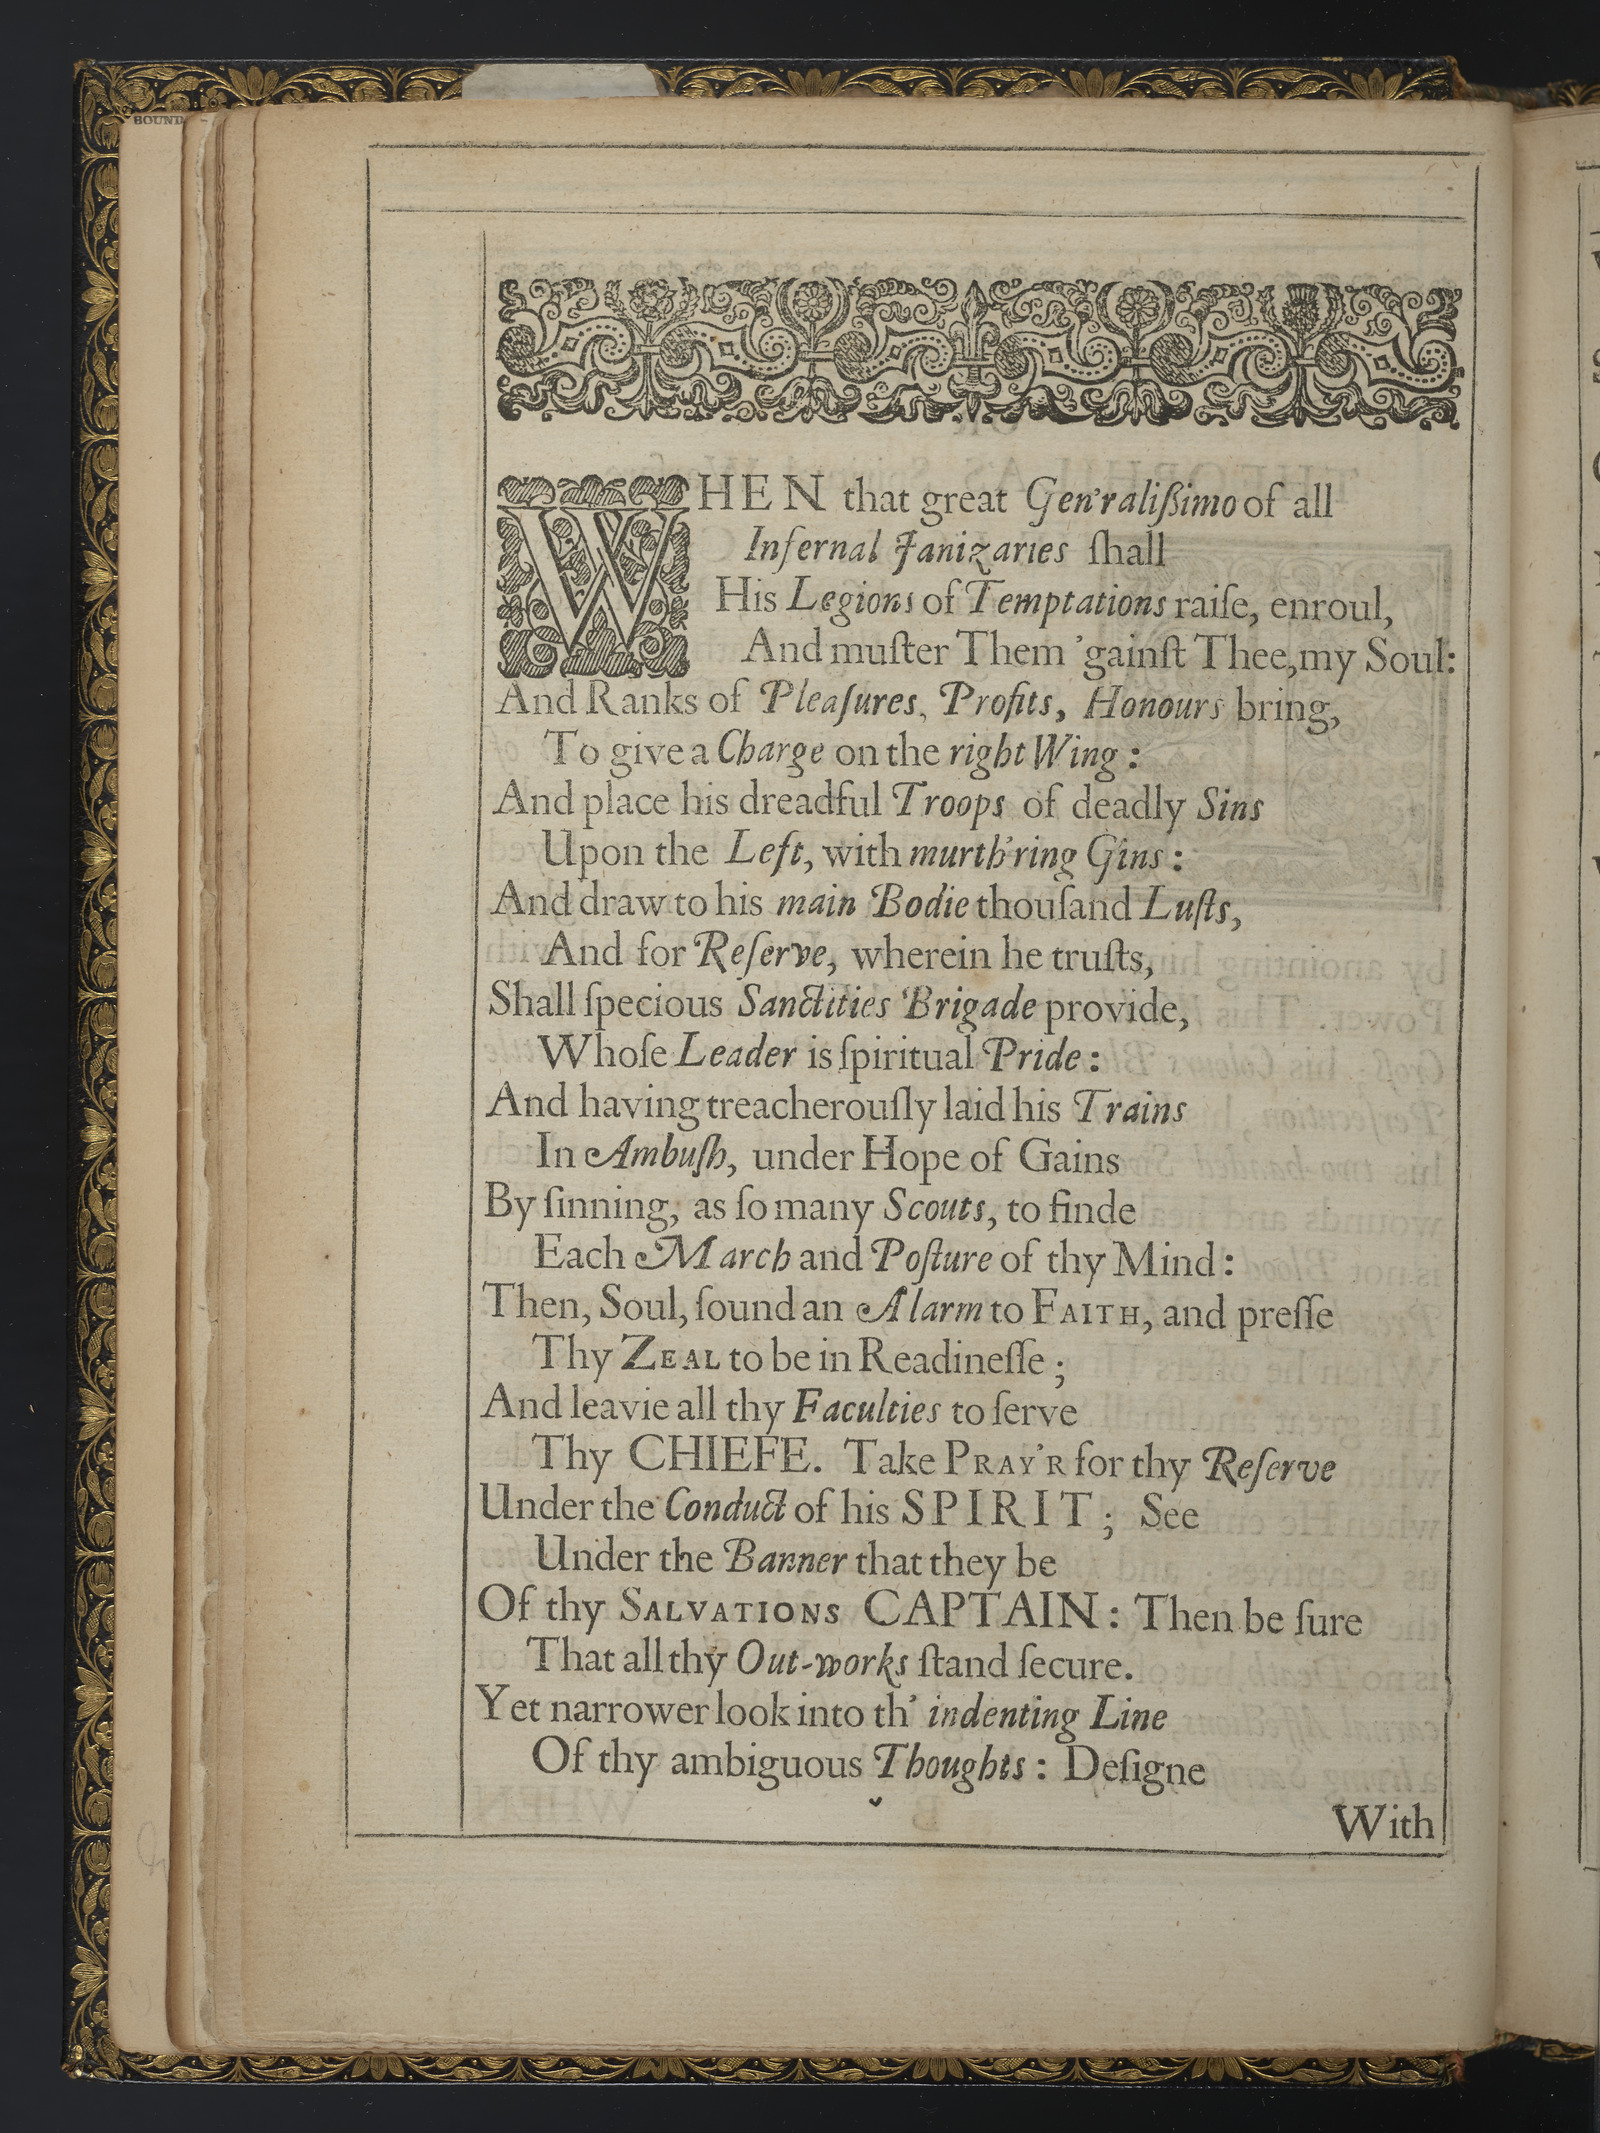 BOUND
WHEN that great Gen'ralißimo of all
Infernal Janizaries ſhall
His Legions of Temptations raiſe, enroul,
And muſter Them 'gainſt Thee, my Soul:
And Ranks of Pleaſures, Profits, Honours bring,
To give a Charge on the right Wing:
And place his dreadful Troops of deadly Sins
Upon the Left, with murth'ring Gins:
And draw to his main Bodie thouſand Luſts,
And for Reſerve, wherein he truſts,
Shall ſpecious Sanctities Brigade provide,
Whoſe Leader is ſpiritual Pride:
And having treacherouſly laid his Trains
In Ambuſh, under Hope of Gains
By ſinning, as ſo many Scouts, to finde
Each March and Poſture of thy Mind:
Then, Soul, ſound an Alarm to FAITH, and preſſe
Thy ZEAL to be in Readineſſe;
And leavie all thy Faculties to ſerve
Thy CHIEFE. Take PRAY'R for thy Reſerve
Under the Conduct of his SPIRIT; See
Under the Banner that they be
Of thy SALVATIONS CAPTAIN: Then be ſure
That all thy Out-works ſtand ſecure.
Yet narrower look into th' indenting Line
Of thy ambiguous Thoughts: Deſigne
With